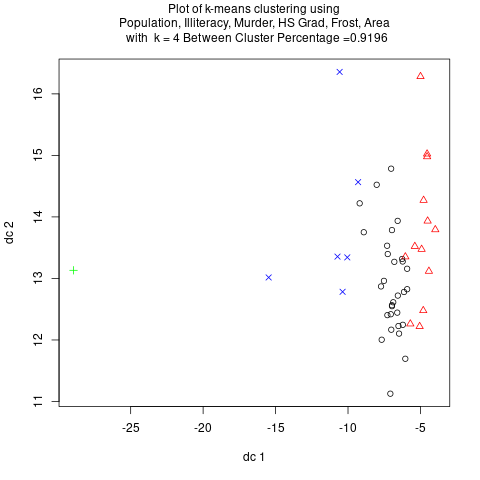 Plot of k-means clustering using
Population, Illiteracy, Murder, HS Grad, Frost, Area
with k = 4 Between Cluster Percentage =0.9196
dc 2
16
15
14
13
12
11
-25
-20
-15
-10
-5
dc 1